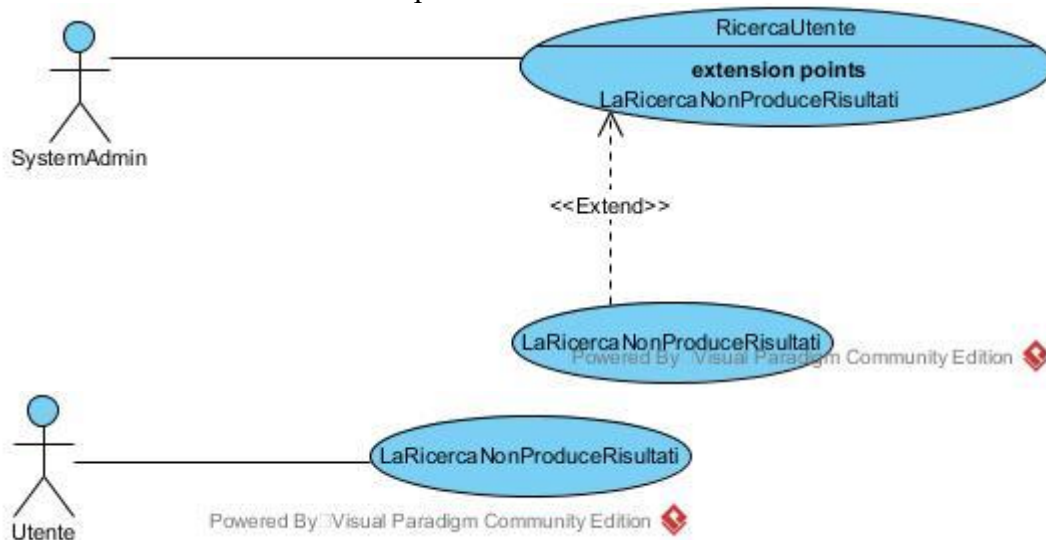 RicercaUtente
extension points
LaRicercaNonProduceRisultati
SystemAdmin
<<Extend>>
LaRicercaNonProduceRisultati
Powered By Visual Paradigm Community Edition
LaRicercaNonProduceRisultati
Powered By Visual Paradigm Community Edition
Utente